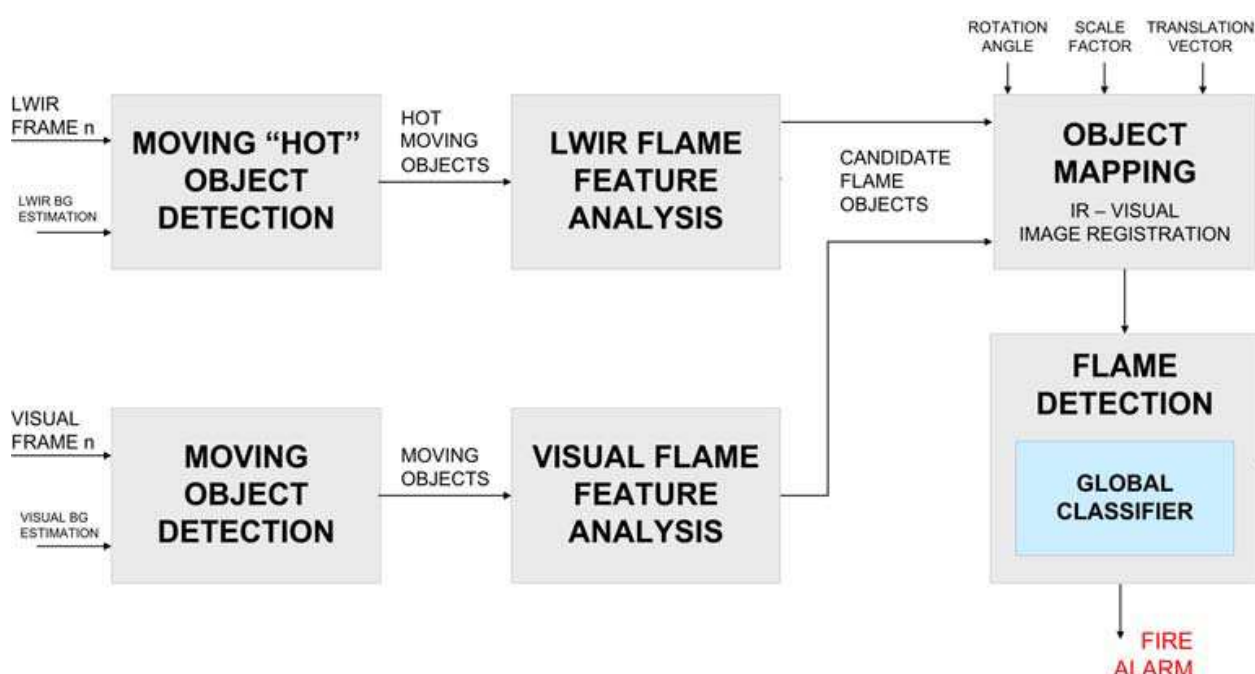 ROTATION
ANGLE
SCALE
FACTOR
TRANSLATION
VECTOR
LWIR
FRAME n
LWIR BG
ESTIMATION
MOVING “HOT”
OBJECT
DETECTION
HOT
MOVING
OBJECTS
LWIR FLAME
FEATURE
ANALYSIS
CANDIDATE
FLAME
OBJECTS
OBJECT
MAPPING
IR – VISUAL
IMAGE REGISTRATION
VISUAL
FRAME n
VISUAL BG
ESTIMATION
MOVING
OBJECT
DETECTION
MOVING
OBJECTS
VISUAL FLAME
FEATURE
ANALYSIS
FLAME
DETECTION
GLOBAL
CLASSIFIER
FIRE
ALARM